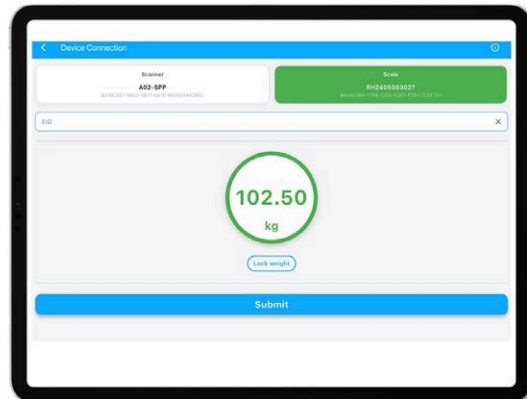 Device Connection
Scanner
A02-SPP
Scale
RH2405003027
EID
102.50
kg
Lock weight
Submit